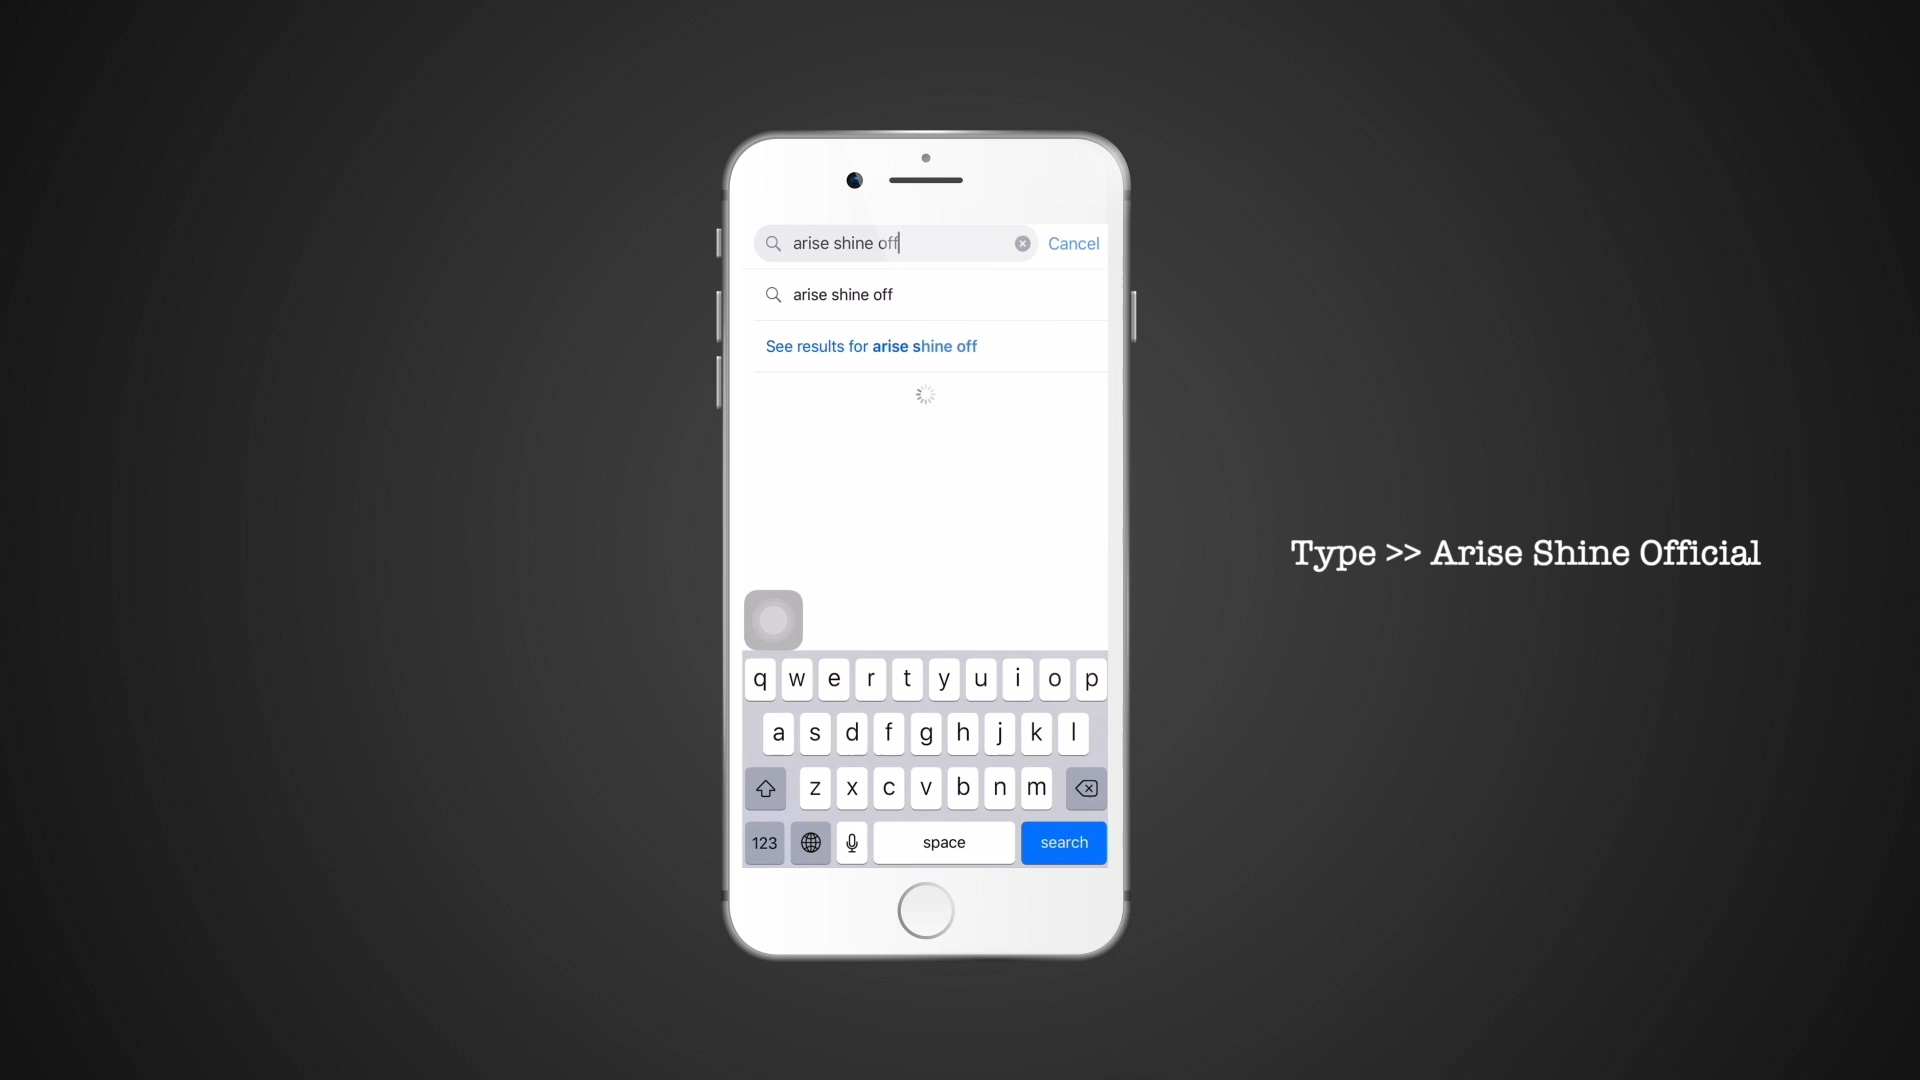 arise shine off
Cancel
arise shine off
See results for arise shine off
Type >> Arise Shine Official
q w e r t y u i o p
a s d f g h j k l
z x c v b n m
123 space search